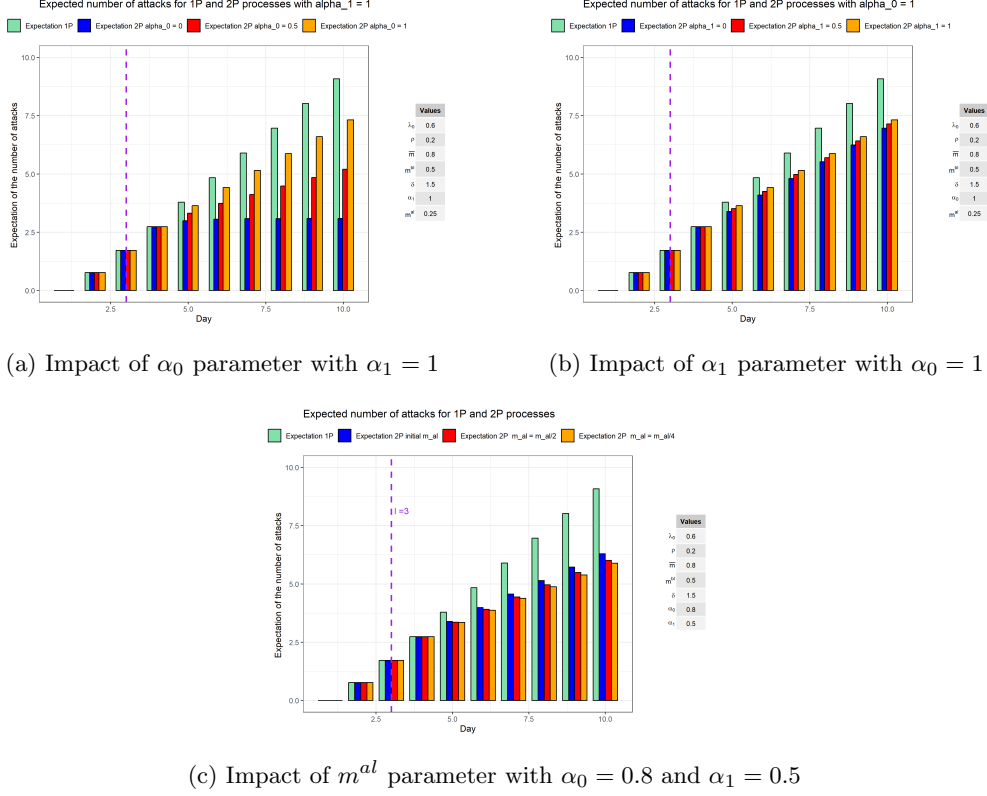 Expected number of attacks for 1P and 2P processes with alpha_1 = 1
Expectation 1P Expectation 2P alpha_0 = 0 Expectation 2P alpha_0 = 0.5 Expectation 2P alpha_0 = 1
10.0
7.5
5.0
2.5
0.0
Expectation of the number of attacks
2.5 5.0 7.5 10.0
Day
Values
λ₀ 0.6
ρ 0.2
m̅ 0.8
mᵃˡ 0.5
δ 1.5
α₁ 1
mᵃˡ 0.25
(a) Impact of α₀ parameter with α₁ = 1
Expected number of attacks for 1P and 2P processes with alpha_0 = 1
Expectation 1P Expectation 2P alpha_1 = 0 Expectation 2P alpha_1 = 0.5 Expectation 2P alpha_1 = 1
10.0
7.5
5.0
2.5
0.0
Expectation of the number of attacks
2.5 5.0 7.5 10.0
Day
Values
λ₀ 0.6
ρ 0.2
m̅ 0.8
mᵃˡ 0.5
δ 1.5
α₀ 1
mᵃˡ 0.25
(b) Impact of α₁ parameter with α₀ = 1
Expected number of attacks for 1P and 2P processes
Expectation 1P Expectation 2P initial m_al Expectation 2P m_al = m_al/2 Expectation 2P m_al = m_al/4
10.0
7.5
5.0
2.5
0.0
Expectation of the number of attacks
l =3
2.5 5.0 7.5 10.0
Day
Values
λ₀ 0.6
ρ 0.2
m̅ 0.8
mᵃˡ 0.5
δ 1.5
α₀ 0.8
α₁ 0.5
(c) Impact of mᵃˡ parameter with α₀ = 0.8 and α₁ = 0.5